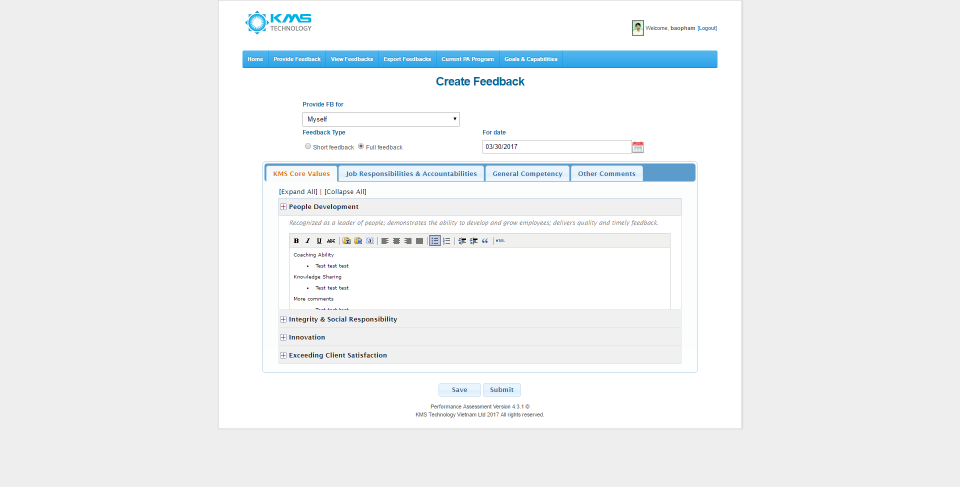 KMS
TECHNOLOGY
Welcome, baopham [Logout]
Home Provide Feedback View Feedbacks Export Feedbacks Current PA Program Goals & Capabilities
Create Feedback
Provide FB for
Myself
Feedback Type For date
Short feedback Full feedback 03/30/2017
KMS Core Values Job Responsibilities & Accountabilities General Competency Other Comments
[Expand All] | [Collapse All]
People Development
Recognized as a leader of people; demonstrates the ability to develop and grow employees; delivers quality and timely feedback.
B I U ABC HTML
Coaching Ability
• Test test test
Knowledge Sharing
• Test test test
More comments
Test test test
Integrity & Social Responsibility
Innovation
Exceeding Client Satisfaction
Save Submit
Performance Assessment Version 4.3.1 ©
KMS Technology Vietnam Ltd 2017 All rights reserved.